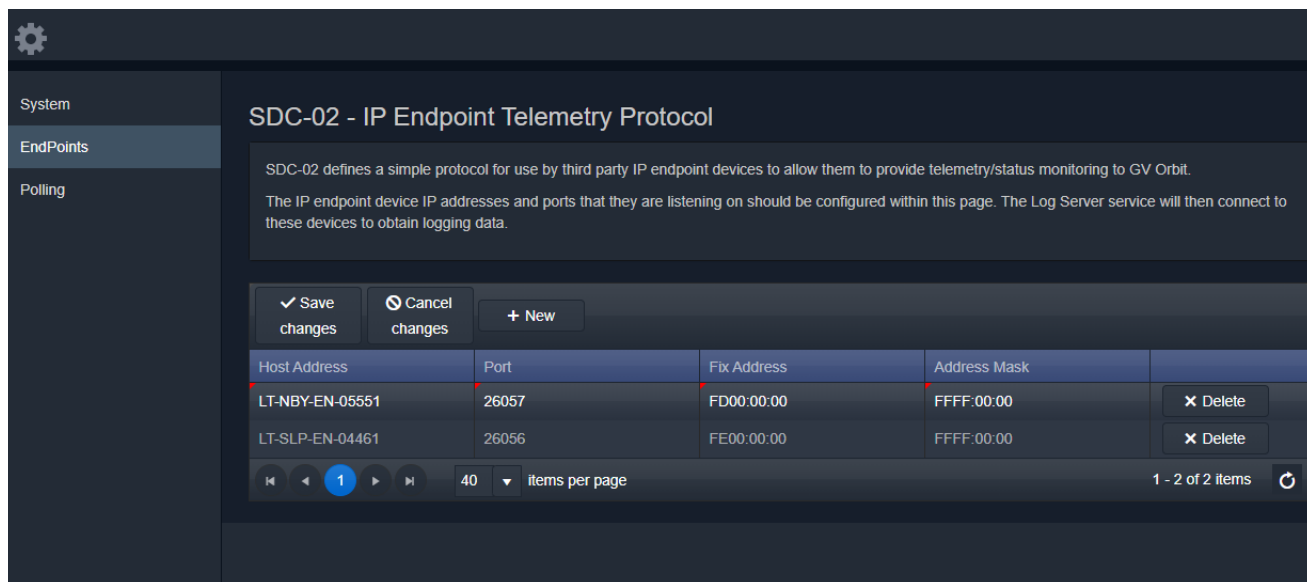 System
EndPoints
Polling
SDC-02 - IP Endpoint Telemetry Protocol
SDC-02 defines a simple protocol for use by third party IP endpoint devices to allow them to provide telemetry/status monitoring to GV Orbit.
The IP endpoint device IP addresses and ports that they are listening on should be configured within this page. The Log Server service will then connect to
these devices to obtain logging data.
Save
changes
Cancel
changes
+ New
Host Address Port Fix Address Address Mask
LT-NBY-EN-05551 26057 FD00:00:00 FFFF:00:00 Delete
LT-SLP-EN-04461 26056 FE00:00:00 FFFF:00:00 Delete
1 40 items per page 1 - 2 of 2 items